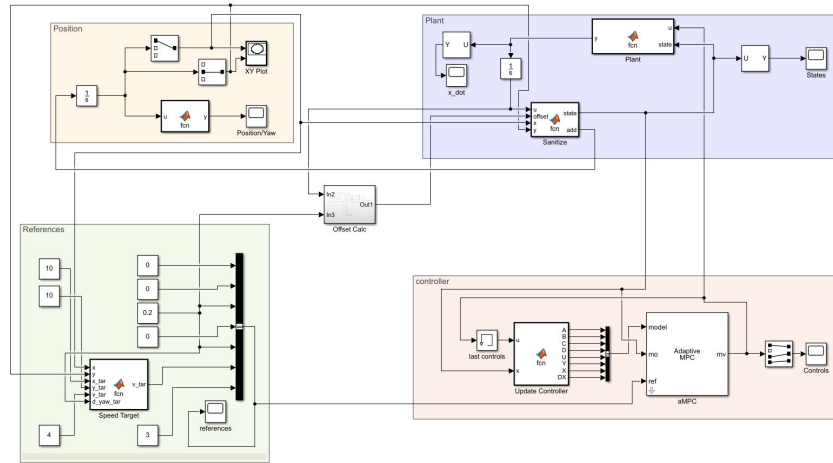 Position
XY Plot
1
s
u
fcn
y
Position/Yaw
Plant
Y
U
x_dot
1
s
y
fcn
u
state
Plant
U
Y
States
u
offset
x
y
fcn
state
add
Sanitize
In2
In3
Out1
Offset Calc
References
10
10
0
0
0.2
0
x
y
x_tar
y_tar
v_tar
d_yaw_tar
fcn
v_tar
Speed Target
4
3
references
controller
last controls
u
x
fcn
A
B
C
D
U
Y
X
DX
Update Controller
model
mo
ref
Adaptive
MPC
mv
aMPC
Controls